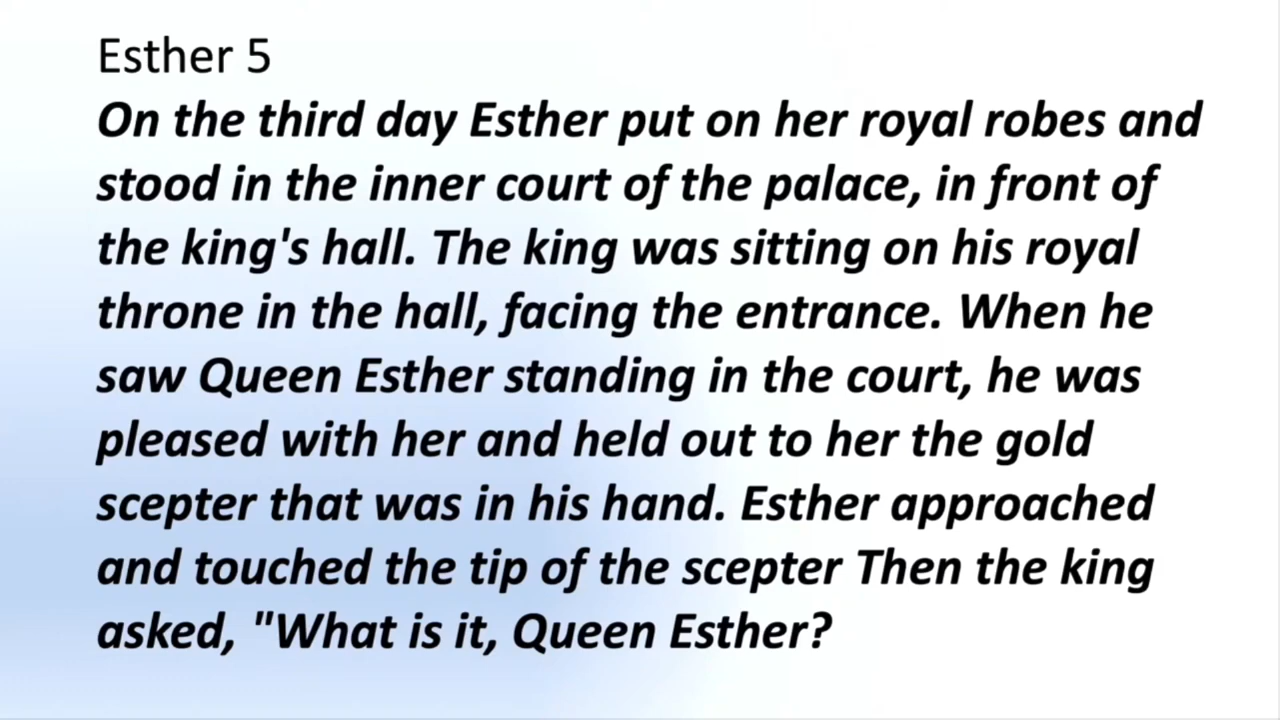 Esther 5
On the third day Esther put on her royal robes and
stood in the inner court of the palace, in front of
the king's hall. The king was sitting on his royal
throne in the hall, facing the entrance. When he
saw Queen Esther standing in the court, he was
pleased with her and held out to her the gold
scepter that was in his hand. Esther approached
and touched the tip of the scepter Then the king
asked, "What is it, Queen Esther?